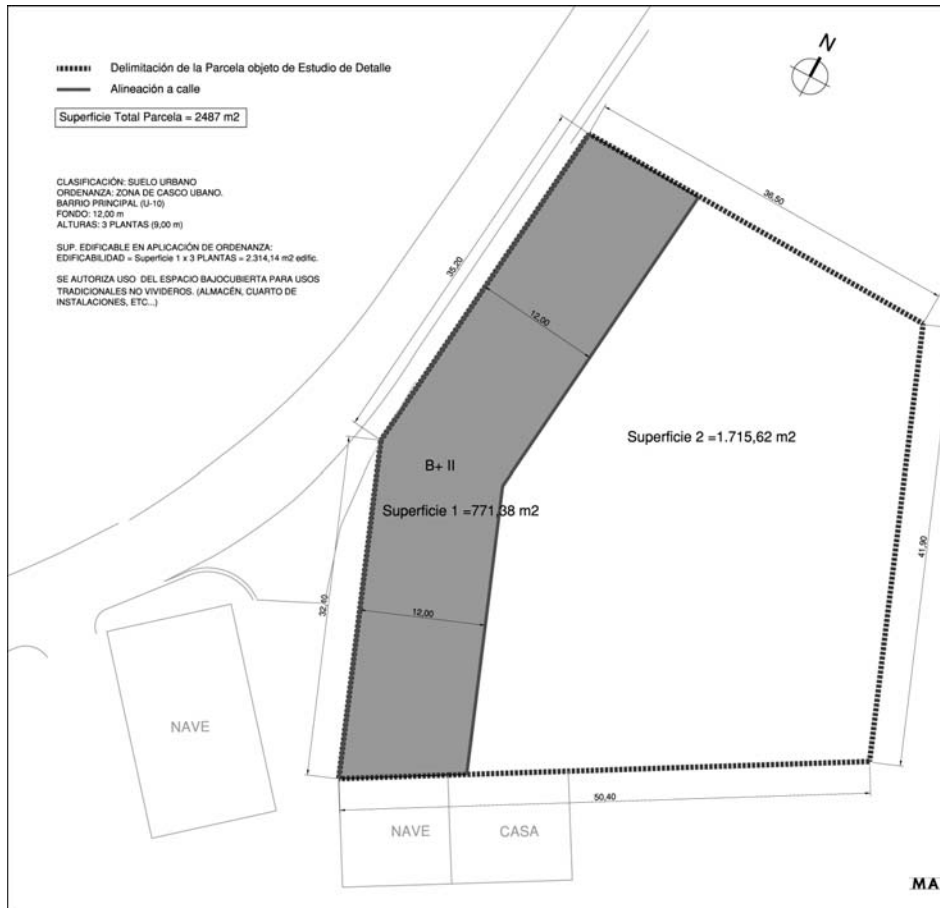 N
Delimitación de la Parcela objeto de Estudio de Detalle
Alineación a calle
Superficie Total Parcela = 2487 m2
CLASIFICACIÓN: SUELO URBANO
ORDENANZA: ZONA DE CASCO UBANO.
BARRIO PRINCIPAL (U-10)
FONDO: 12,00 m
ALTURAS: 3 PLANTAS (9,00 m)
SUP. EDIFICABLE EN APLICACIÓN DE ORDENANZA:
EDIFICABILIDAD = Superficie 1 x 3 PLANTAS = 2.314,14 m2 edific.
SE AUTORIZA USO DEL ESPACIO BAJOCUBIERTA PARA USOS
TRADICIONALES NO VIVIDEROS. (ALMACÉN, CUARTO DE
INSTALACIONES, ETC...)
36,50
35,20
12,00
Superficie 2 =1.715,62 m2
B+ II
Superficie 1 =771,38 m2
41,90
32,40
12,00
NAVE
50,40
NAVE
CASA
MA